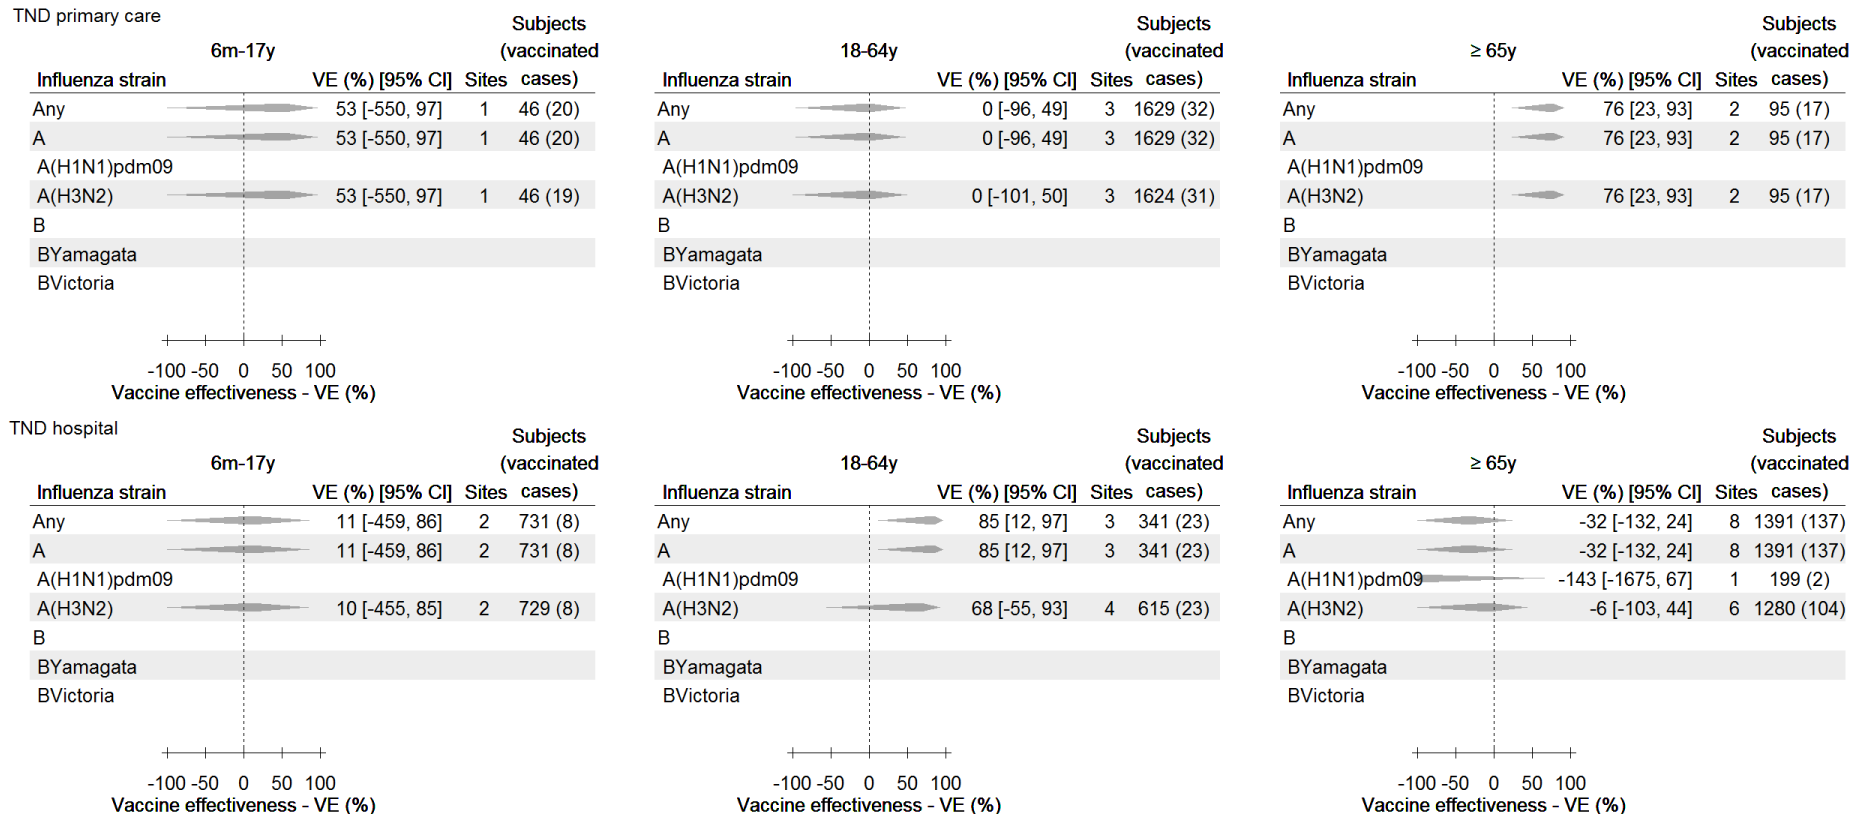 TND primary care
6m-17y
Subjects
(vaccinated
Influenza strain VE (%) [95% CI] Sites cases)
Any 53 [-550, 97] 1 46 (20)
A 53 [-550, 97] 1 46 (20)
A(H1N1)pdm09
A(H3N2) 53 [-550, 97] 1 46 (19)
B
BYamagata
BVictoria
-100 -50 0 50 100
Vaccine effectiveness - VE (%)
18-64y
Subjects
(vaccinated
Influenza strain VE (%) [95% CI] Sites cases)
Any 0 [-96, 49] 3 1629 (32)
A 0 [-96, 49] 3 1629 (32)
A(H1N1)pdm09
A(H3N2) 0 [-101, 50] 3 1624 (31)
B
BYamagata
BVictoria
-100 -50 0 50 100
Vaccine effectiveness - VE (%)
≥ 65y
Subjects
(vaccinated
Influenza strain VE (%) [95% CI] Sites cases)
Any 76 [23, 93] 2 95 (17)
A 76 [23, 93] 2 95 (17)
A(H1N1)pdm09
A(H3N2) 76 [23, 93] 2 95 (17)
B
BYamagata
BVictoria
-100 -50 0 50 100
Vaccine effectiveness - VE (%)
TND hospital
6m-17y
Subjects
(vaccinated
Influenza strain VE (%) [95% CI] Sites cases)
Any 11 [-459, 86] 2 731 (8)
A 11 [-459, 86] 2 731 (8)
A(H1N1)pdm09
A(H3N2) 10 [-455, 85] 2 729 (8)
B
BYamagata
BVictoria
-100 -50 0 50 100
Vaccine effectiveness - VE (%)
18-64y
Subjects
(vaccinated
Influenza strain VE (%) [95% CI] Sites cases)
Any 85 [12, 97] 3 341 (23)
A 85 [12, 97] 3 341 (23)
A(H1N1)pdm09
A(H3N2) 68 [-55, 93] 4 615 (23)
B
BYamagata
BVictoria
-100 -50 0 50 100
Vaccine effectiveness - VE (%)
≥ 65y
Subjects
(vaccinated
Influenza strain VE (%) [95% CI] Sites cases)
Any -32 [-132, 24] 8 1391 (137)
A -32 [-132, 24] 8 1391 (137)
A(H1N1)pdm09 -143 [-1675, 67] 1 199 (2)
A(H3N2) -6 [-103, 44] 6 1280 (104)
B
BYamagata
BVictoria
-100 -50 0 50 100
Vaccine effectiveness - VE (%)